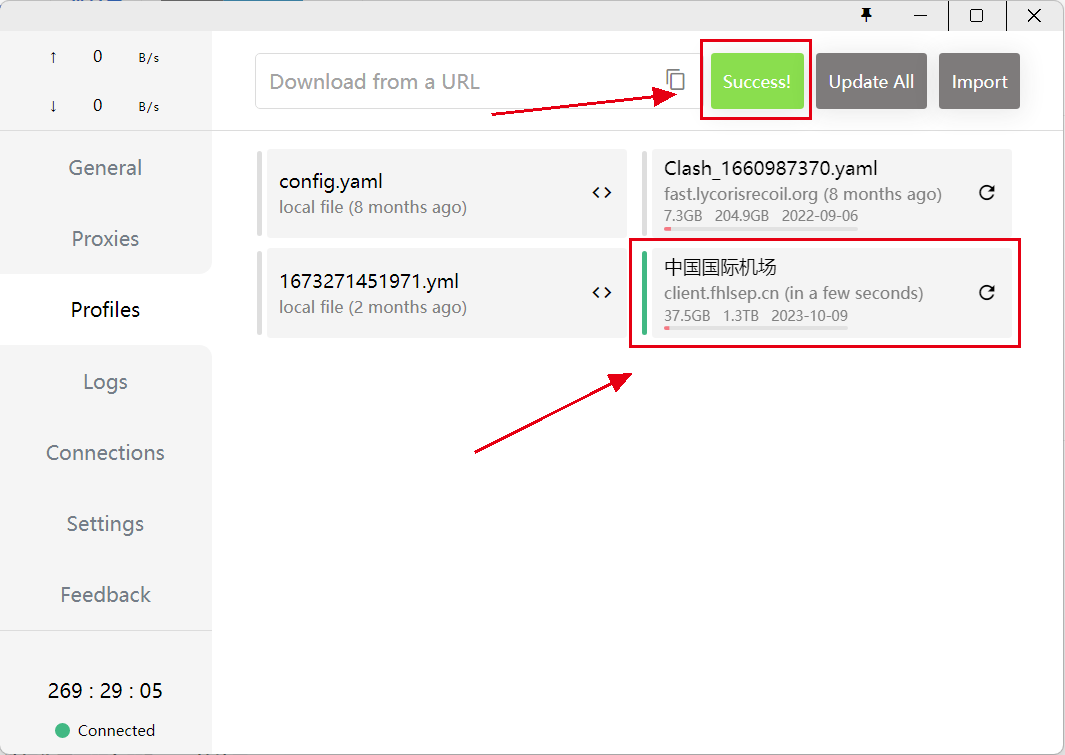 ↑ 0 B/s
↓ 0 B/s
General
Proxies
Profiles
Logs
Connections
Settings
Feedback
269 : 29 : 05
Connected
Download from a URL
Success!
Update All
Import
config.yaml
local file (8 months ago)
<>
Clash_1660987370.yaml
fast.lycorisrecoil.org (8 months ago)
7.3GB 204.9GB 2022-09-06
1673271451971.yml
local file (2 months ago)
<>
中国国际机场
client.fhlsep.cn (in a few seconds)
37.5GB 1.3TB 2023-10-09